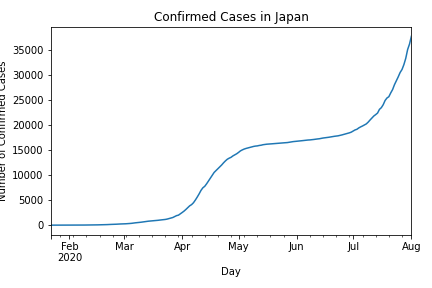 Confirmed Cases in Japan
Number of Confirmed Cases
35000
30000
25000
20000
15000
10000
5000
0
Feb
2020
Mar
Apr
May
Jun
Jul
Aug
Day